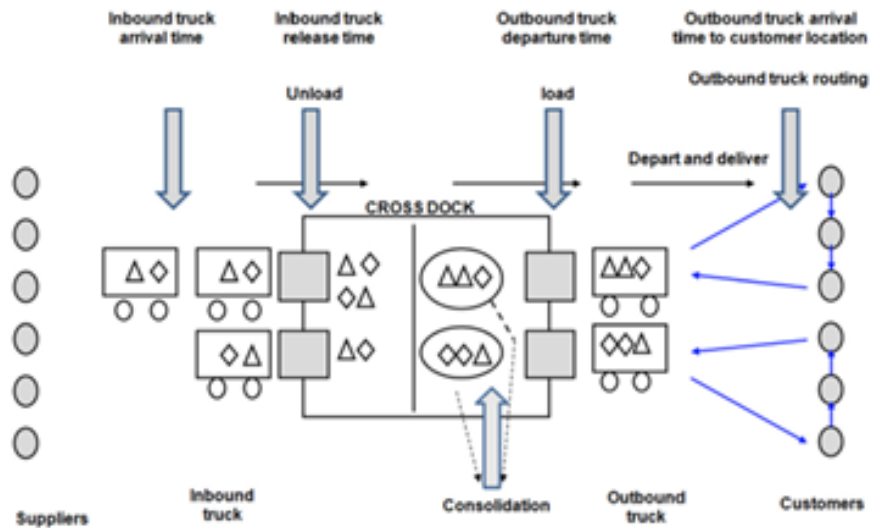 Inbound truck
arrival time
Inbound truck
release time
Outbound truck
departure time
Outbound truck arrival
time to customer location
Outbound truck routing
Unload
load
Depart and deliver
CROSS DOCK
Suppliers
Inbound
truck
Consolidation
Outbound
truck
Customers